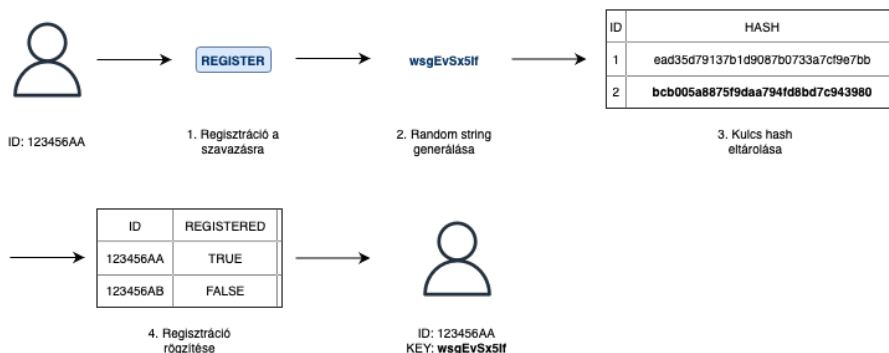 ID: 123456AA
REGISTER
1. Regisztráció a
szavazásra
wsgEvSx5lf
2. Random string
generálása
ID HASH
1 ead35d79137b1d9087b0733a7cf9e7bb
2 bcb005a8875f9daa794fd8bd7c943980
3. Kulcs hash
eltárolása
ID REGISTERED
123456AA TRUE
123456AB FALSE
4. Regisztráció
rögzítése
ID: 123456AA
KEY: wsgEvSx5lf